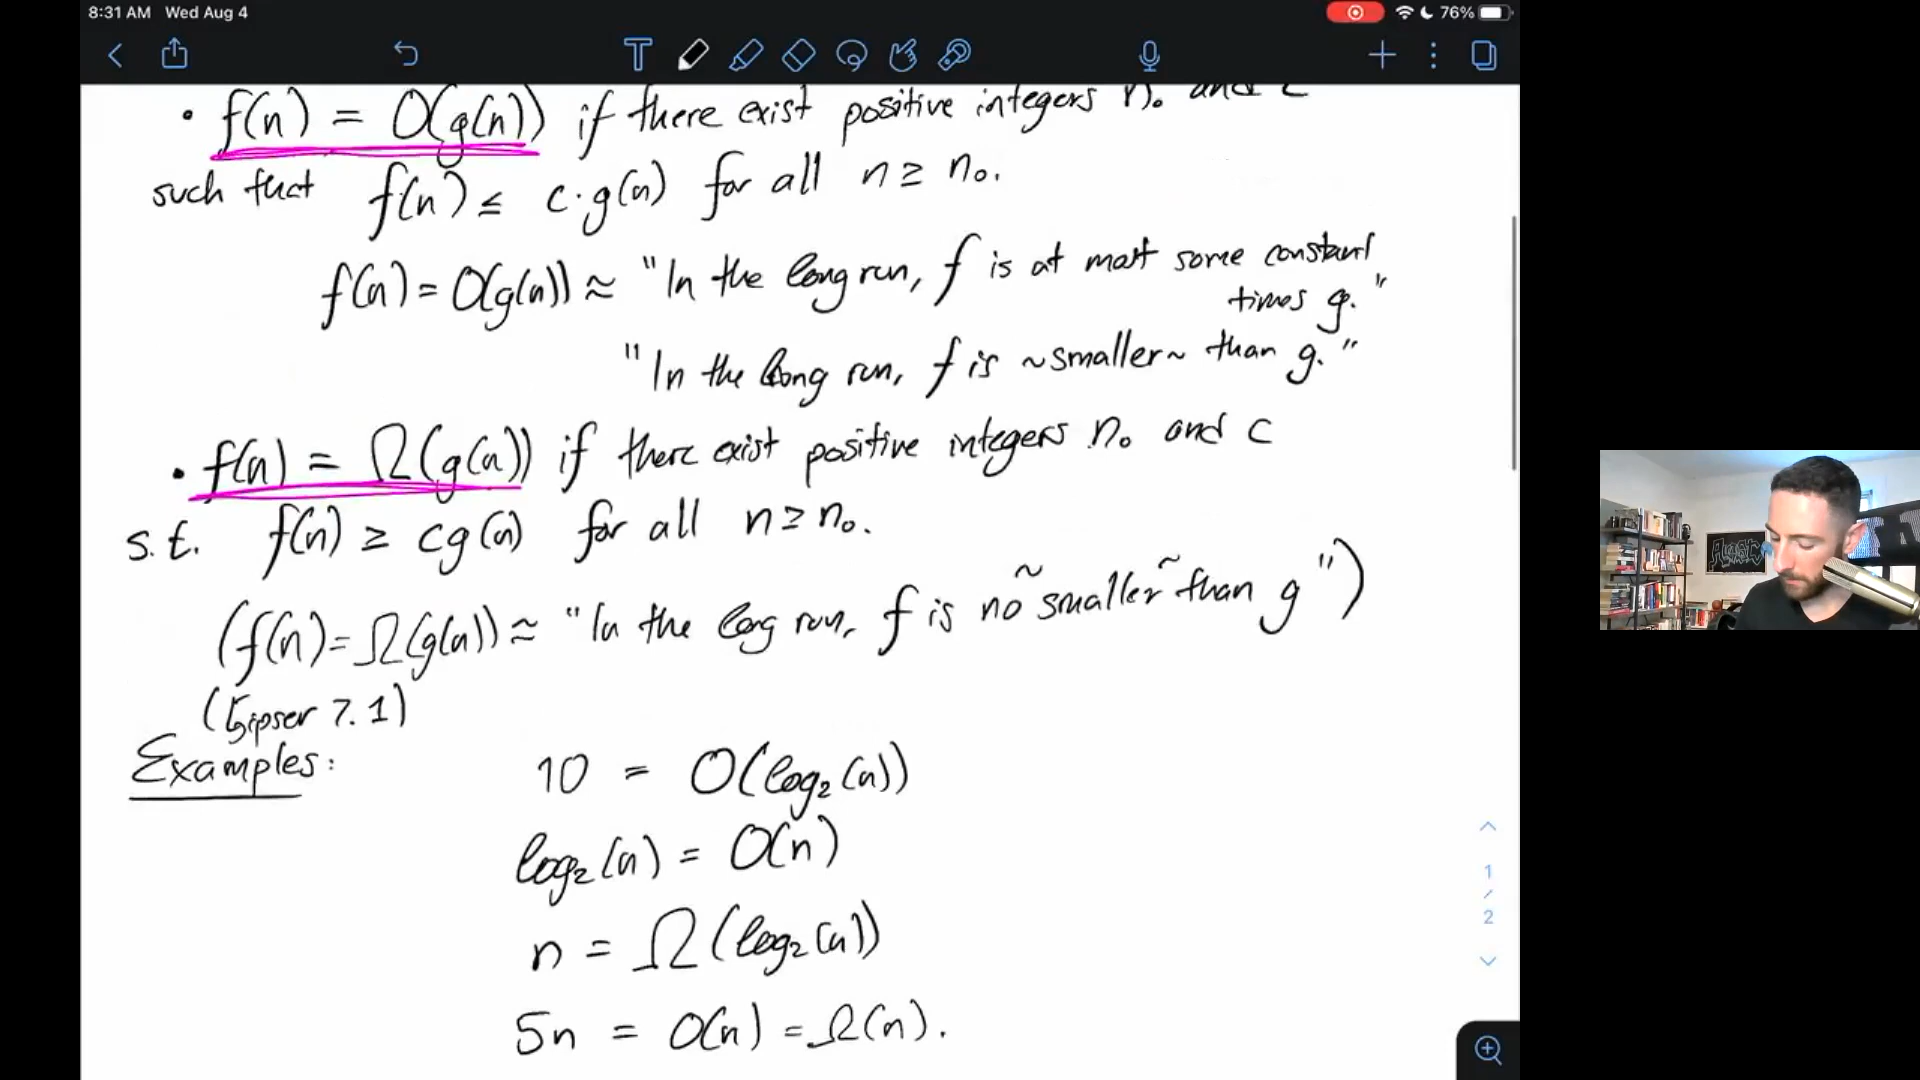 8:31 AM Wed Aug 4
76%
• f(n) = O(g(n)) if there exist positive integers n₀ and c
such that f(n) ≤ c·g(n) for all n ≥ n₀.
f(n) = O(g(n)) ≈ "In the long run, f is at most some constant
times g."
"In the long run, f is ~smaller~ than g."
• f(n) = Ω(g(n)) if there exist positive integers n₀ and c
s.t. f(n) ≥ cg(n) for all n ≥ n₀.
(f(n) = Ω(g(n)) ≈ "In the long run, f is no ~smaller~ than g")
(Sipser 7.1)
Examples:
10 = O(log₂(n))
log₂(n) = O(n)
n = Ω(log₂(n))
5n = O(n) = Ω(n).
1
/
2